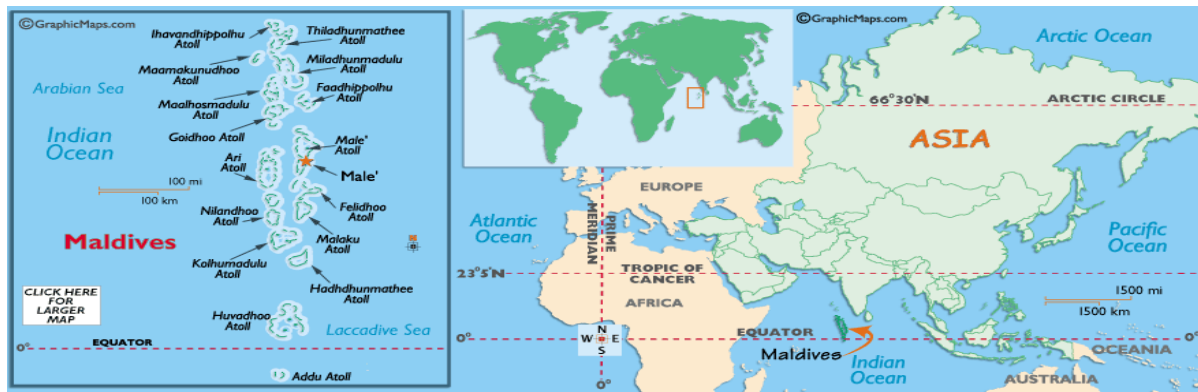 ©GraphicMaps.com
Ihavandhippolhu
Atoll
Thiladhunmathee
Atoll
Maamakunudhoo
Atoll
Miladhunmadulu
Atoll
Arabian Sea
Faadhippolhu
Atoll
Maalhosmadulu
Atoll
Goidhoo Atoll
Indian
Ocean
Male'
Atoll
Ari
Atoll
Male'
100 mi
100 km
Felidhoo
Atoll
Nilandhoo
Atoll
Maldives
Malaku
Atoll
Kolhumadulu
Atoll
Hadhdhunmathee
Atoll
CLICK HERE
FOR
LARGER
MAP
Huvadhoo
Atoll
Laccadive Sea
EQUATOR
0°
Addu Atoll
©GraphicMaps.com
Arctic Ocean
66°30'N
ARCTIC CIRCLE
ASIA
EUROPE
Atlantic
Ocean
MERIDIAN
PRIME
Pacific
Ocean
23°5'N
TROPIC OF
CANCER
AFRICA
1500 mi
1500 km
N
W E
S
0°
EQUATOR
Maldives
Indian
Ocean
0°
0°
OCEANIA
AUSTRALIA